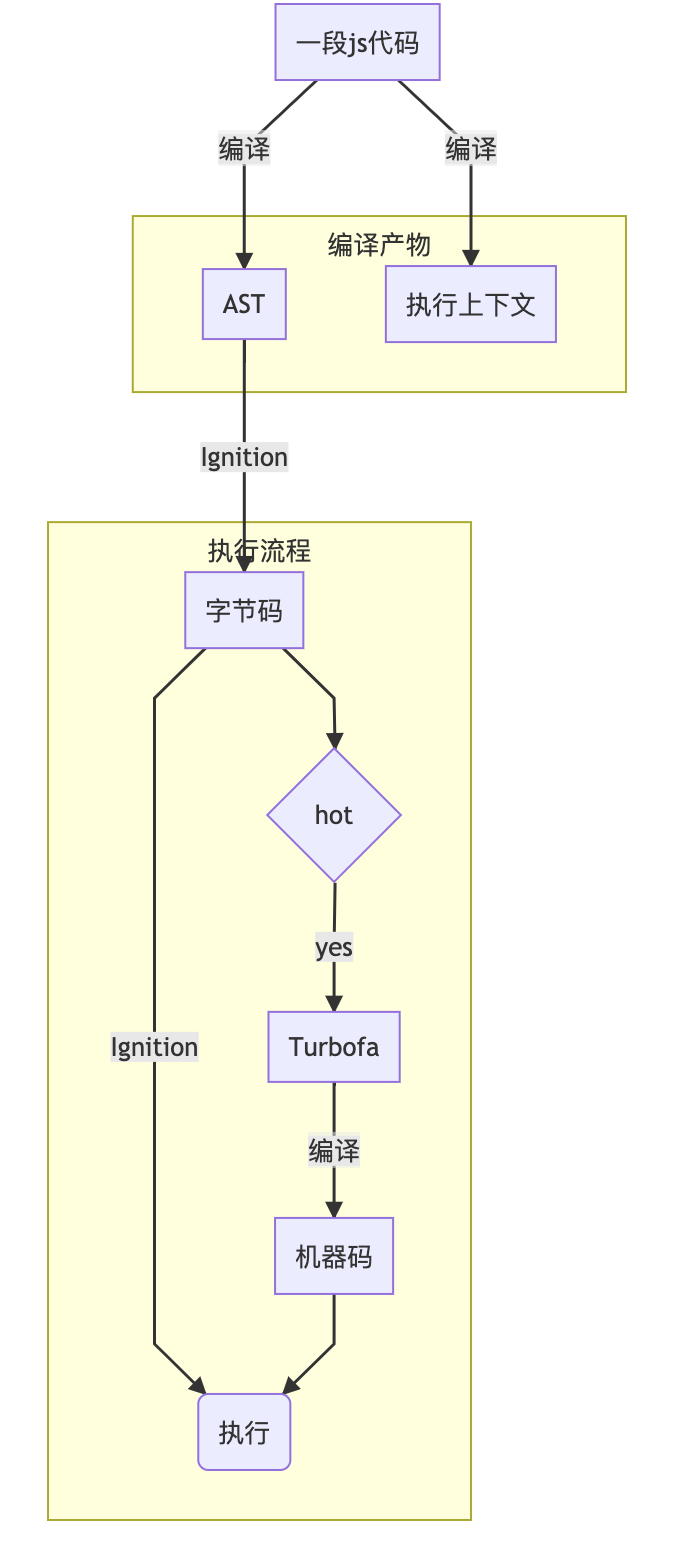 一段js代码
编译
编译
编译产物
AST
执行上下文
Ignition
执行流程
字节码
hot
yes
Ignition
Turbofa
编译
机器码
执行